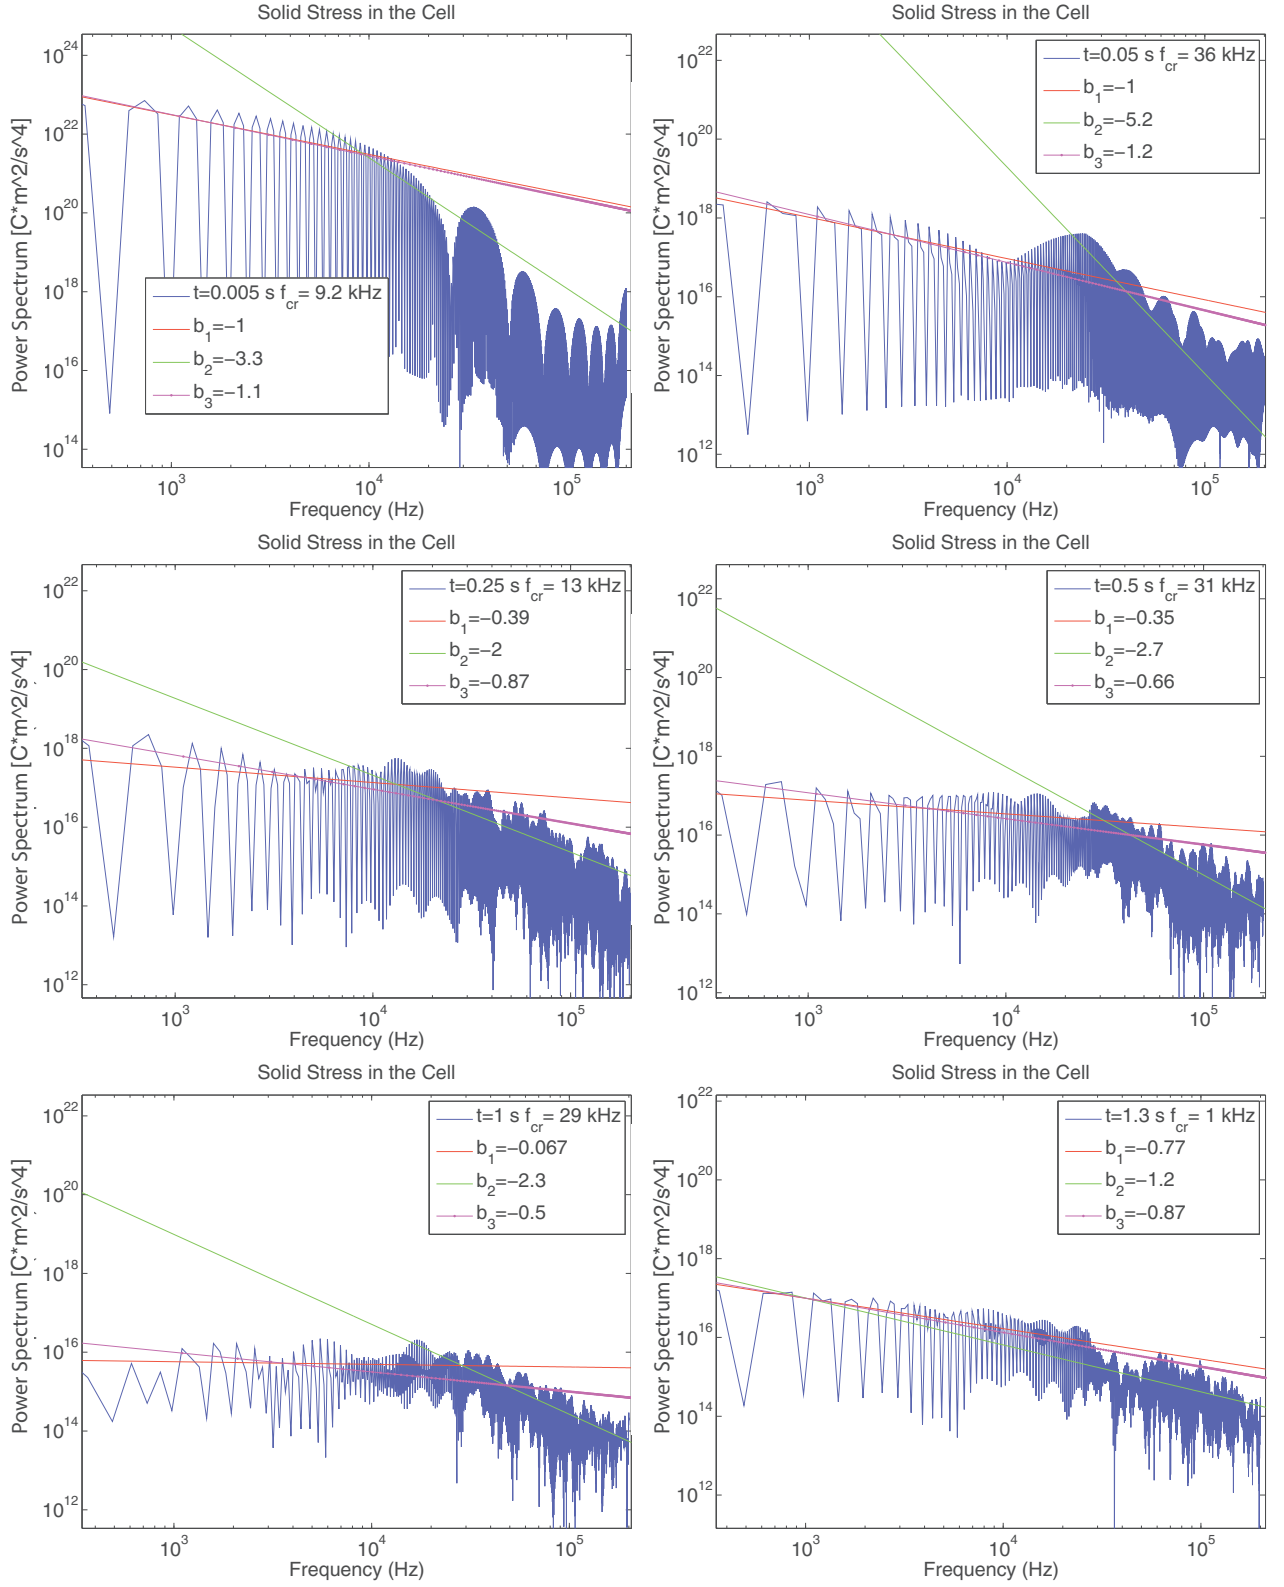 Solid Stress in the Cell
Power Spectrum [C*m^2/s^4]
10^24
10^22
10^20
10^18
10^16
10^14
t=0.005 s f_cr= 9.2 kHz
b_1=−1
b_2=−3.3
b_3=−1.1
10^3 10^4 10^5
Frequency (Hz)
Solid Stress in the Cell
Power Spectrum [C*m^2/s^4]
10^22
10^20
10^18
10^16
10^14
10^12
t=0.05 s f_cr= 36 kHz
b_1=−1
b_2=−5.2
b_3=−1.2
10^3 10^4 10^5
Frequency (Hz)
Solid Stress in the Cell
Power Spectrum [C*m^2/s^4]
10^22
10^20
10^18
10^16
10^14
10^12
t=0.25 s f_cr= 13 kHz
b_1=−0.39
b_2=−2
b_3=−0.87
10^3 10^4 10^5
Frequency (Hz)
Solid Stress in the Cell
Power Spectrum [C*m^2/s^4]
10^22
10^20
10^18
10^16
10^14
10^12
t=0.5 s f_cr= 31 kHz
b_1=−0.35
b_2=−2.7
b_3=−0.66
10^3 10^4 10^5
Frequency (Hz)
Solid Stress in the Cell
Power Spectrum [C*m^2/s^4]
10^22
10^20
10^18
10^16
10^14
10^12
t=1 s f_cr= 29 kHz
b_1=−0.067
b_2=−2.3
b_3=−0.5
10^3 10^4 10^5
Frequency (Hz)
Solid Stress in the Cell
Power Spectrum [C*m^2/s^4]
10^22
10^20
10^18
10^16
10^14
10^12
t=1.3 s f_cr= 1 kHz
b_1=−0.77
b_2=−1.2
b_3=−0.87
10^3 10^4 10^5
Frequency (Hz)